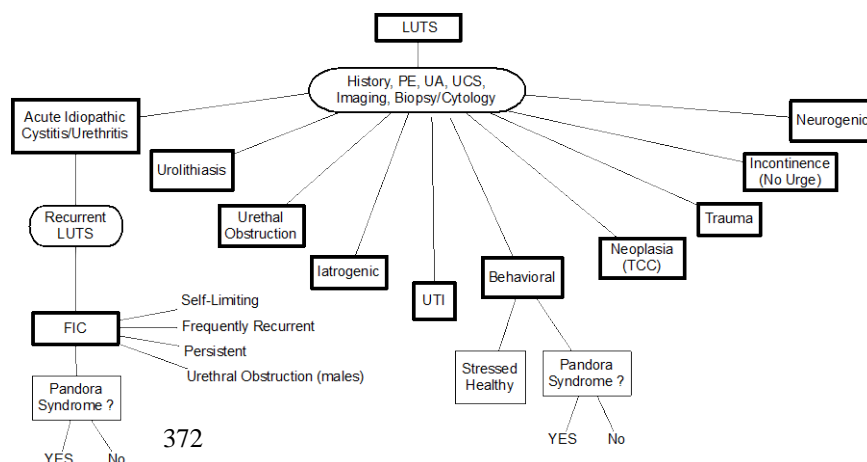 LUTS
History, PE, UA, UCS,
Imaging, Biopsy/Cytology
Acute Idiopathic
Cystitis/Urethritis
Neurogenic
Urolithiasis
Incontinence
(No Urge)
Urethal
Obstruction
Trauma
Recurrent
LUTS
Neoplasia
(TCC)
Iatrogenic
Behavioral
UTI
Self-Limiting
FIC
Frequently Recurrent
Persistent
Urethral Obstruction (males)
Stressed
Healthy
Pandora
Syndrome ?
Pandora
Syndrome ?
YES
No
372
YES
No